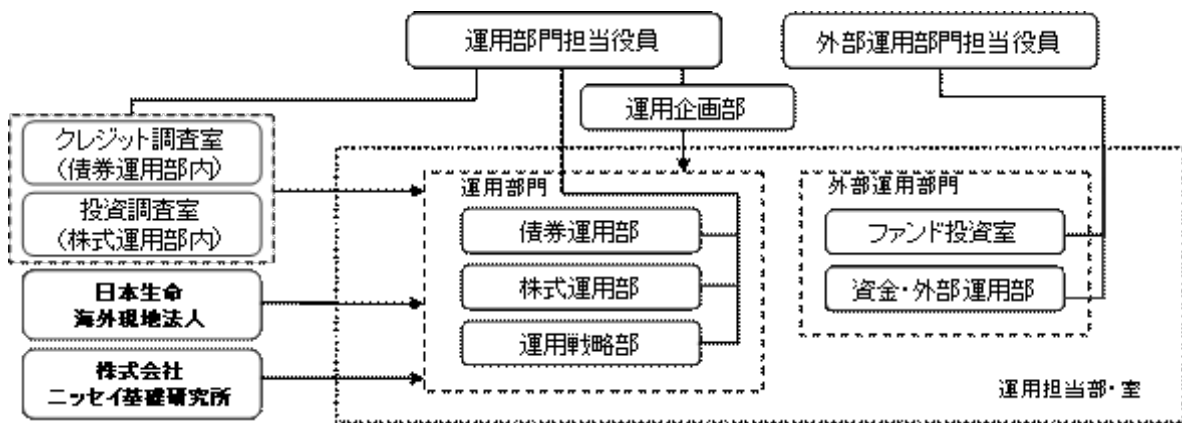 運用部門担当役員
外部運用部門担当役員
運用企画部
クレジット調査室
(債券運用部内)
投資調査室
(株式運用部内)
日本生命
海外現地法人
株式会社
ニッセイ基礎研究所
運用部門
債券運用部
株式運用部
運用戦略部
外部運用部門
ファンド投資室
資金・外部運用部
運用担当部・室